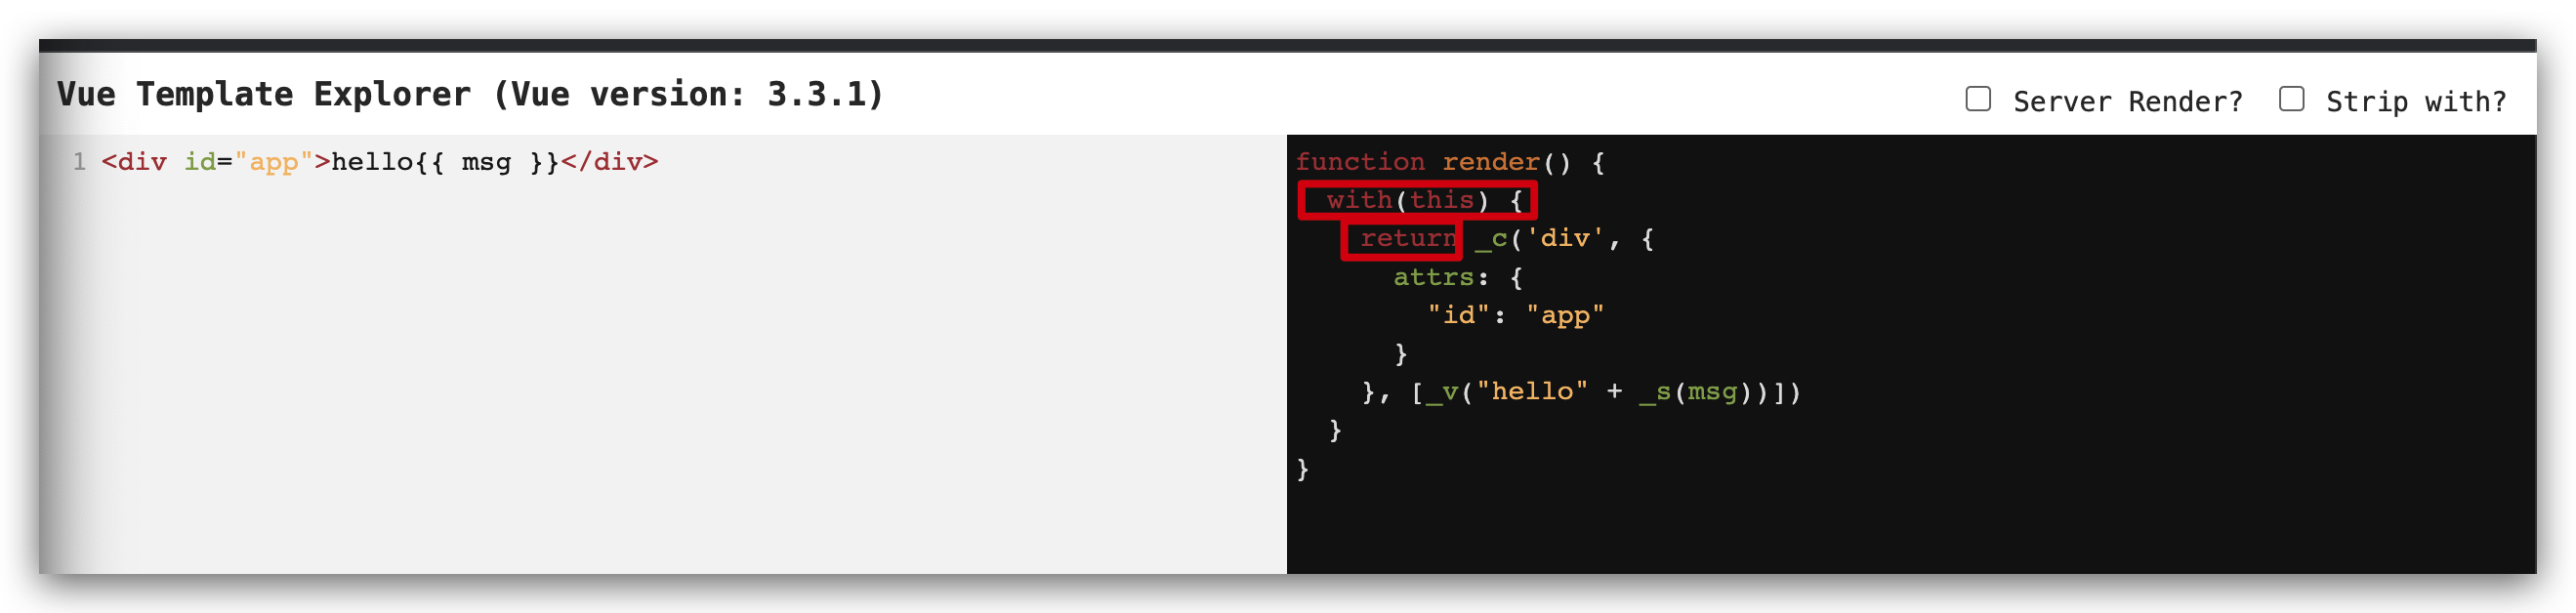 Vue Template Explorer (Vue version: 3.3.1)
Server Render? Strip with?
1 <div id="app">hello{{ msg }}</div>
function render() {
  with(this) {
    return _c('div', {
      attrs: {
        "id": "app"
      }
    }, [_v("hello" + _s(msg))])
  }
}